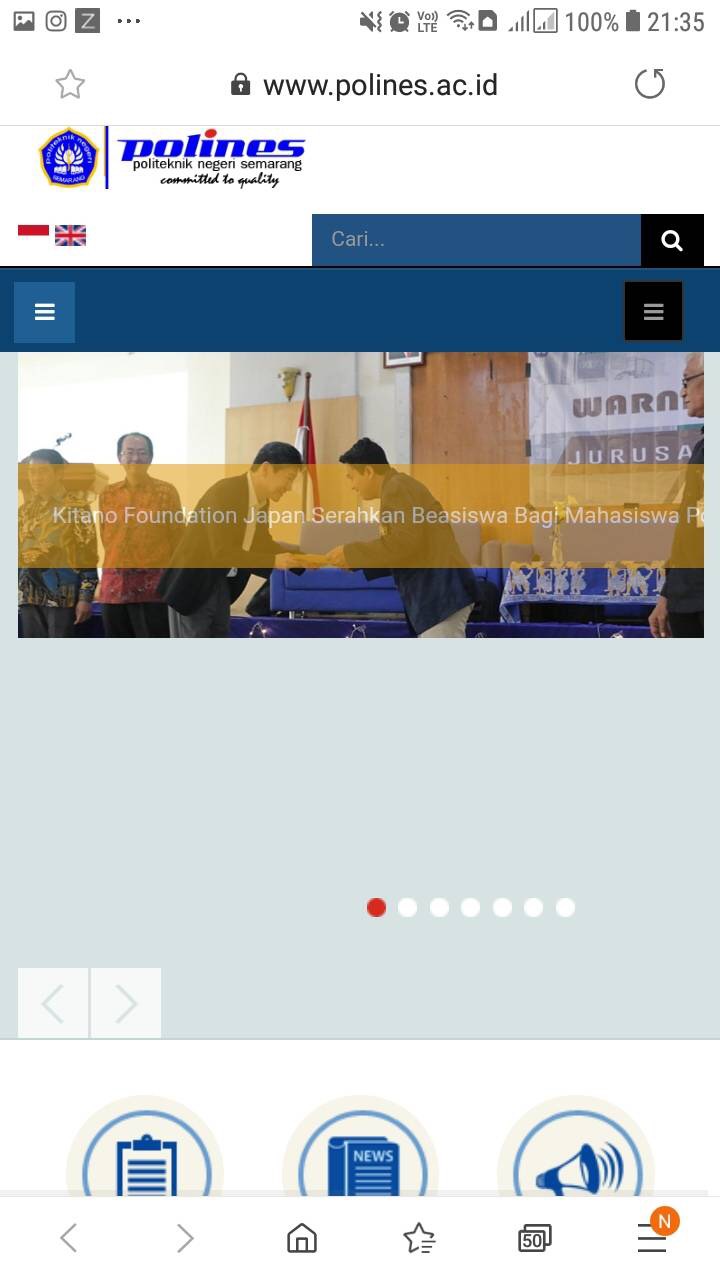 Z ... Vo)) LTE 100% 21:35
www.polines.ac.id
politeknik negeri
SEMARANG
polines
politeknik negeri semarang
committed to quality
Cari...
WARN
JURUSA
Kitano Foundation Japan Serahkan Beasiswa Bagi Mahasiswa Po
NEWS
N
50